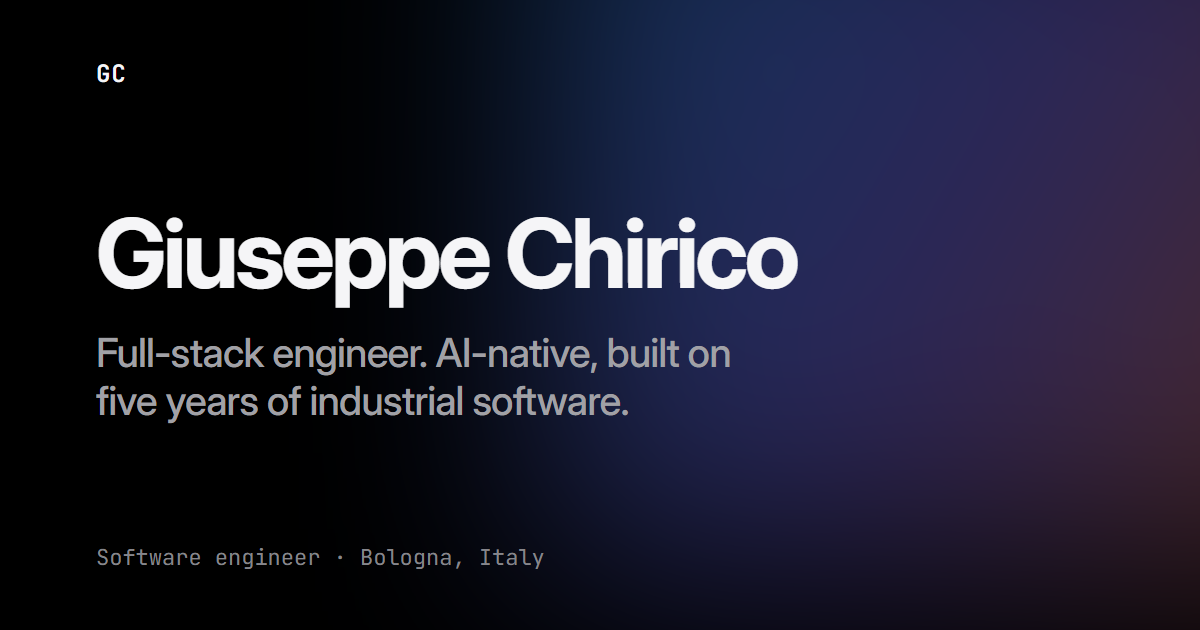 GC
Giuseppe Chirico
Full-stack engineer. AI-native, built on
five years of industrial software.
Software engineer · Bologna, Italy